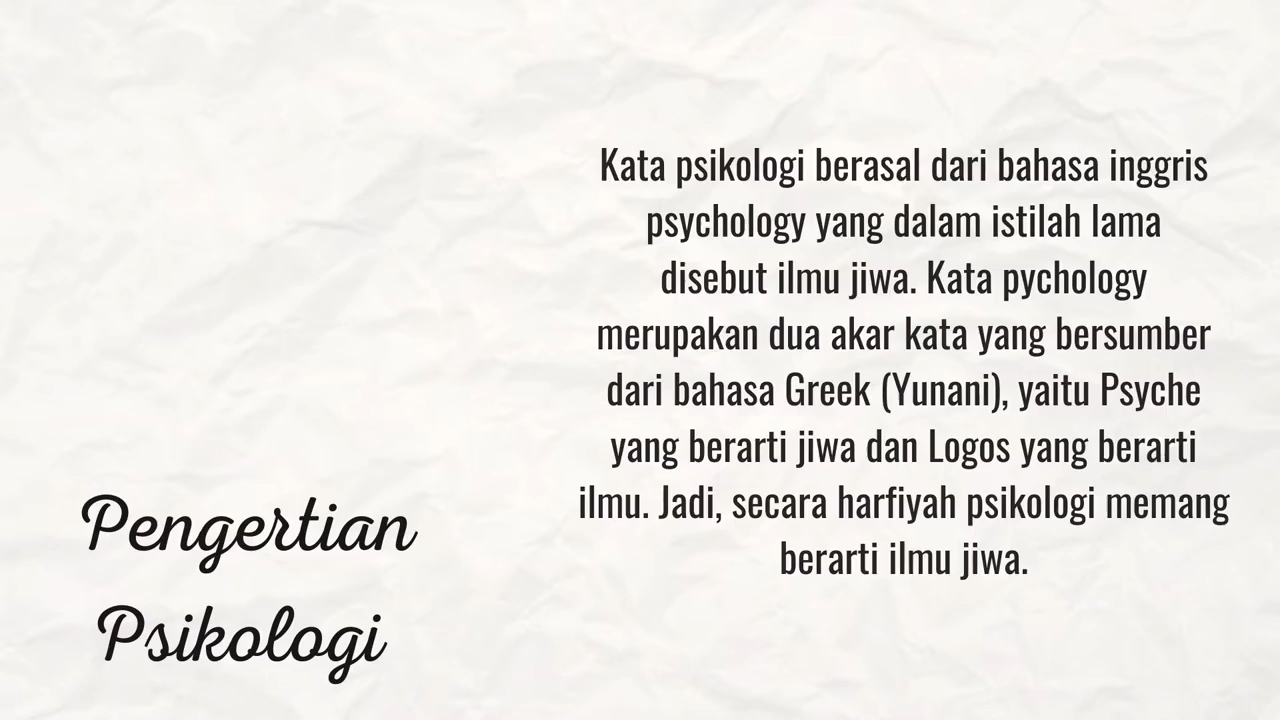 Pengertian
Psikologi
Kata psikologi berasal dari bahasa inggris
psychology yang dalam istilah lama
disebut ilmu jiwa. Kata pychology
merupakan dua akar kata yang bersumber
dari bahasa Greek (Yunani), yaitu Psyche
yang berarti jiwa dan Logos yang berarti
ilmu. Jadi, secara harfiyah psikologi memang
berarti ilmu jiwa.